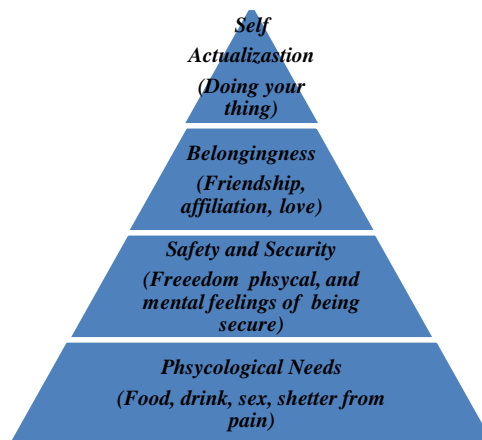 Self
Actualizastion
(Doing your
thing)
Belongingness
(Friendship,
affiliation, love)
Safety and Security
(Freeedom phsycal, and
mental feelings of being
secure)
Phsycological Needs
(Food, drink, sex, shetter from
pain)